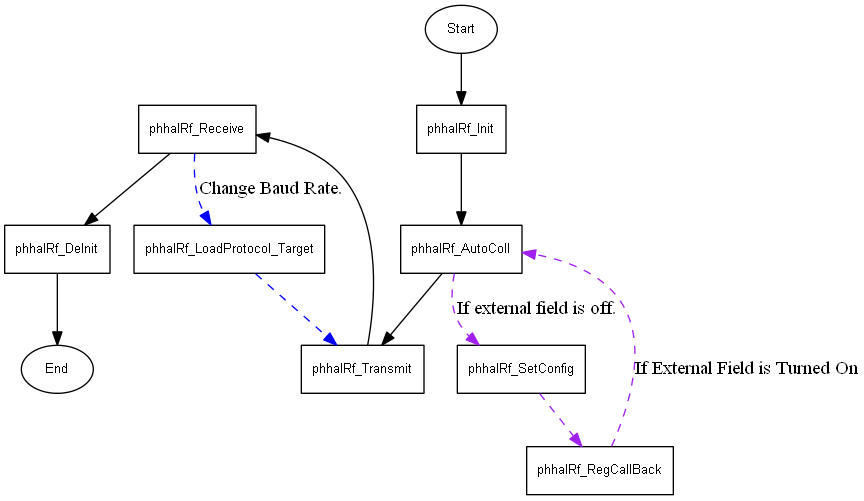 Start
phhalRf_Receive
phhalRf_Init
Change Baud Rate.
phhalRf_DeInit
phhalRf_LoadProtocol_Target
phhalRf_AutoColl
If external field is off.
End
phhalRf_Transmit
phhalRf_SetConfig
If External Field is Turned On
phhalRf_RegCallBack